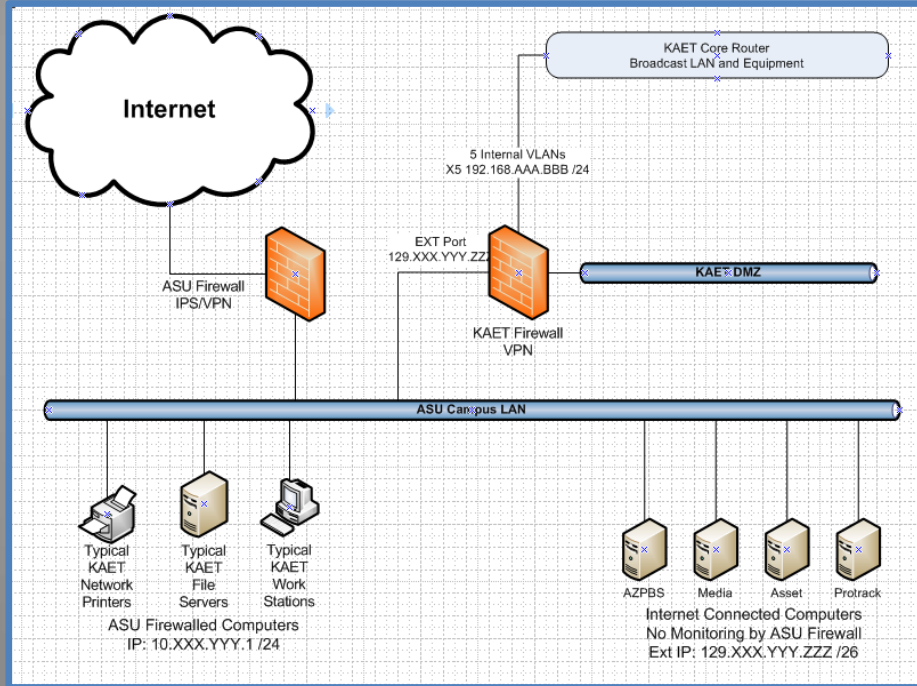 KAET Core Router
Broadcast LAN and Equipment
Internet
5 Internal VLANs
X5 192.168.AAA.BBB /24
EXT Port
129.XXX.YYY.ZZZ
ASU Firewall
IPS/VPN
KAET DMZ
KAET Firewall
VPN
ASU Campus LAN
Typical
KAET
Network
Printers
Typical
KAET
File
Servers
Typical
KAET
Work
Stations
ASU Firewalled Computers
IP: 10.XXX.YYY.1 /24
AZPBS
Media
Asset
Protrack
Internet Connected Computers
No Monitoring by ASU Firewall
Ext IP: 129.XXX.YYY.ZZZ /26